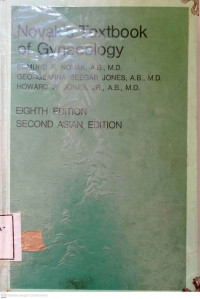 Novak's Textbook
of Gynecology
EDMUND R. NOVAK, A.B., M.D.
GEORGEANNA SEEGAR JONES, A.B., M.D.
HOWARD W. JONES, JR., A.B., M.D.
EIGHTH EDITION
SECOND ASIAN EDITION